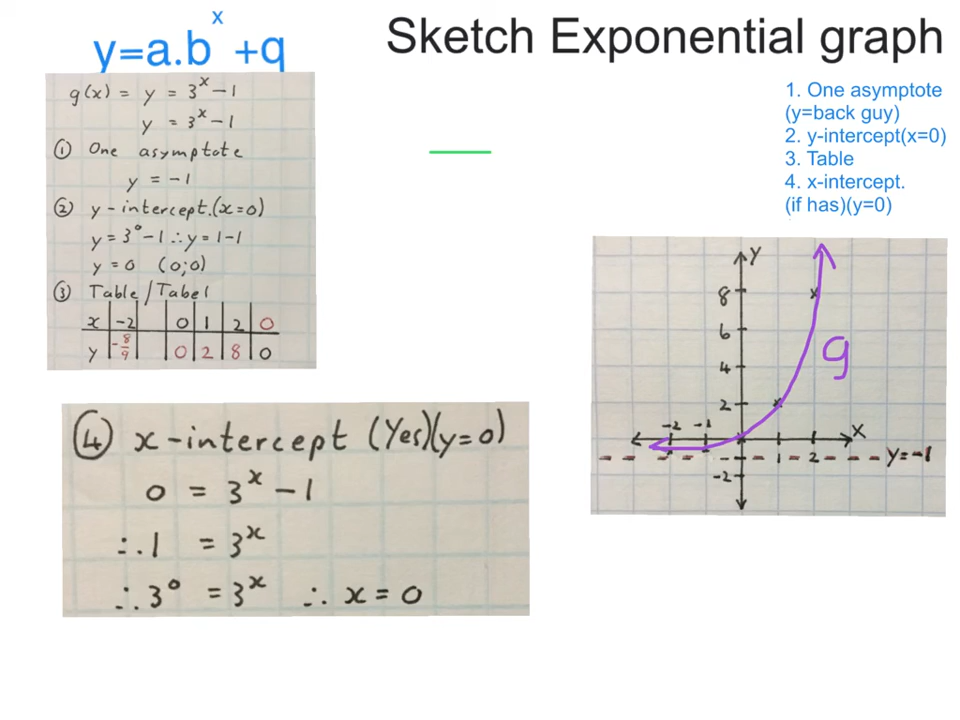 y=a.b^x +q
Sketch Exponential graph
g(x) = y = 3^x - 1
y = 3^x - 1
① One asymptote
y = -1
② y - intercept.(x=0)
y = 3^0 - 1 ∴ y = 1 - 1
y = 0 (0;0)
③ Table / Tabel
x -2 0 1 2 0
y -8/9 0 2 8 0
1. One asymptote
(y=back guy)
2. y-intercept(x=0)
3. Table
4. x-intercept.
(if has)(y=0)
④ x-intercept (Yes)(y=0)
0 = 3^x - 1
∴ 1 = 3^x
∴ 3^0 = 3^x ∴ x = 0
Y
8
6
g
4
2
-2 -1
X
1 2
y=-1
-2